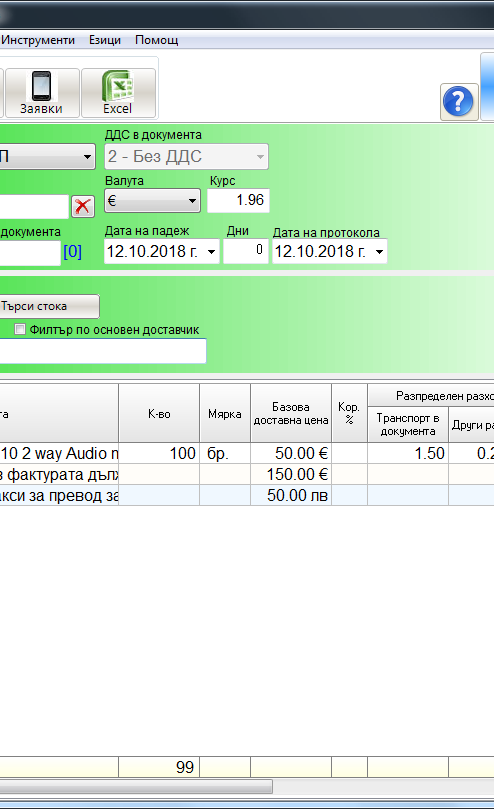 Инструменти Езици Помощ
Заявки Excel
ДДС в документа
П 2 - Без ДДС
Валута Курс
€ 1.96
документа Дата на падеж Дни Дата на протокола
[0] 12.10.2018 г. 0 12.10.2018 г.
Търси стока
Филтър по основен доставчик
Разпределен разхо
та К-во Мярка Базова доставна цена Кор. % Транспорт в документа Други ра
10 2 way Audio п 100 бр. 50.00 € 1.50 0.2
в фактурата дълж 150.00 €
акси за превод за 50.00 лв
99